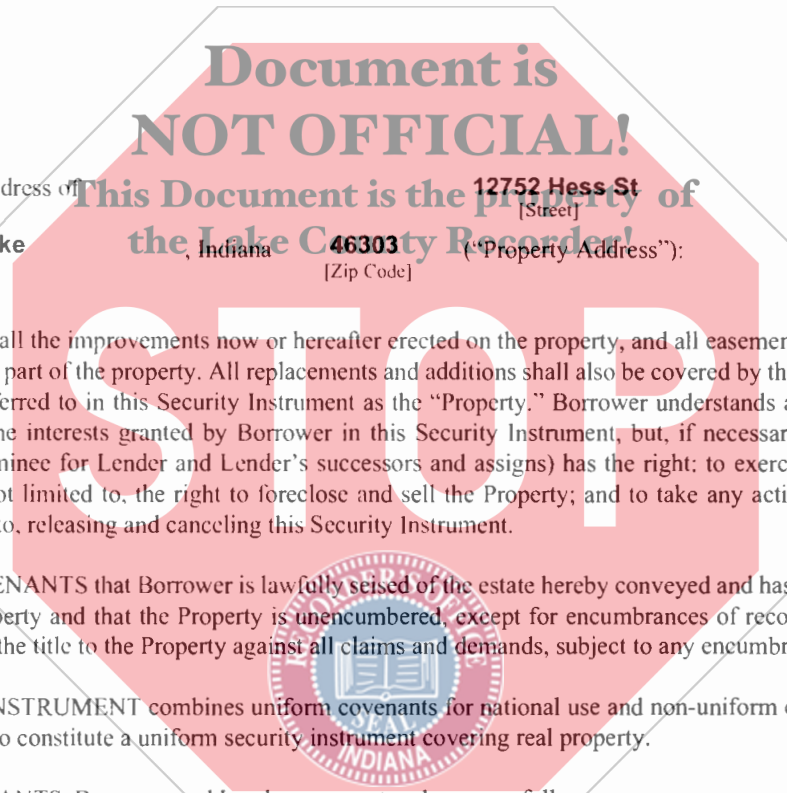 Document is
NOT OFFICIAL!
This Document is the property of
the Lake County Recorder!
dress of 12752 Hess St
[Street]
ke , Indiana 46303 (“Property Address”):
[Zip Code]
STOP
all the improvements now or hereafter erected on the property, and all easemen
part of the property. All replacements and additions shall also be covered by th
ferred to in this Security Instrument as the “Property.” Borrower understands a
he interests granted by Borrower in this Security Instrument, but, if necessar
minee for Lender and Lender’s successors and assigns) has the right: to exerc
ot limited to, the right to foreclose and sell the Property; and to take any acti
to, releasing and canceling this Security Instrument.
ENANTS that Borrower is lawfully seised of the estate hereby conveyed and has
perty and that the Property is unencumbered, except for encumbrances of reco
the title to the Property against all claims and demands, subject to any encumbr
NSTRUMENT combines uniform covenants for national use and non-uniform c
o constitute a uniform security instrument covering real property.
RECORDER'S OFFICE
SEAL
INDIANA